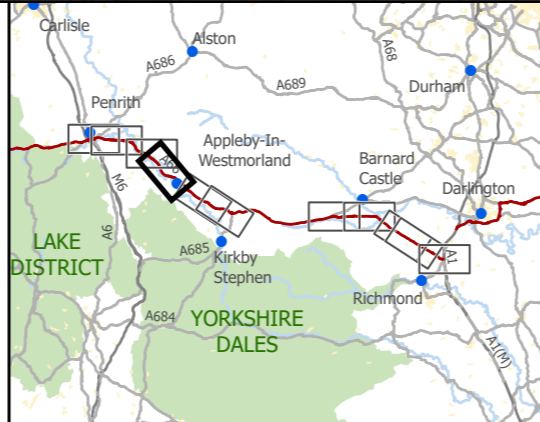 Carlisle
Alston
A68
A686
A689
Durham
Penrith
Appleby-In-
Westmorland
Barnard
Castle
Darlington
A66
M6
A6
LAKE
DISTRICT
A685
Kirkby
Stephen
A1
Richmond
A684
YORKSHIRE
DALES
A1(M)